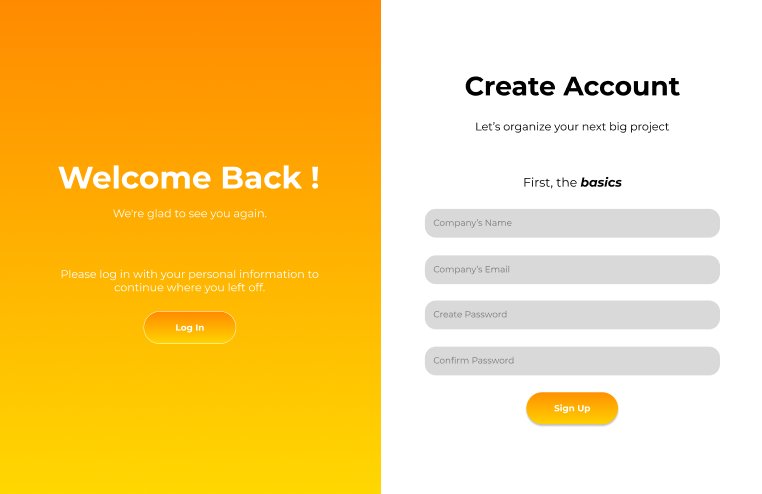 Welcome Back !
We're glad to see you again.
Please log in with your personal information to
continue where you left off.
Log In
Create Account
Let's organize your next big project
First, the basics
Company's Name
Company's Email
Create Password
Confirm Password
Sign Up